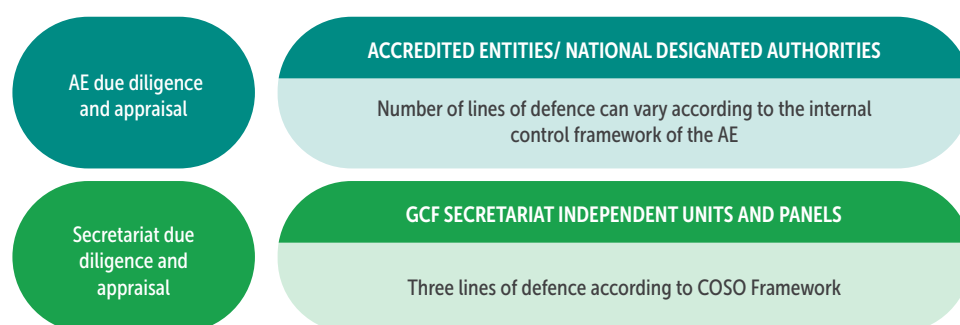 AE due diligence
and appraisal
ACCREDITED ENTITIES/ NATIONAL DESIGNATED AUTHORITIES
Number of lines of defence can vary according to the internal
control framework of the AE
Secretariat due
diligence and
appraisal
GCF SECRETARIAT INDEPENDENT UNITS AND PANELS
Three lines of defence according to COSO Framework